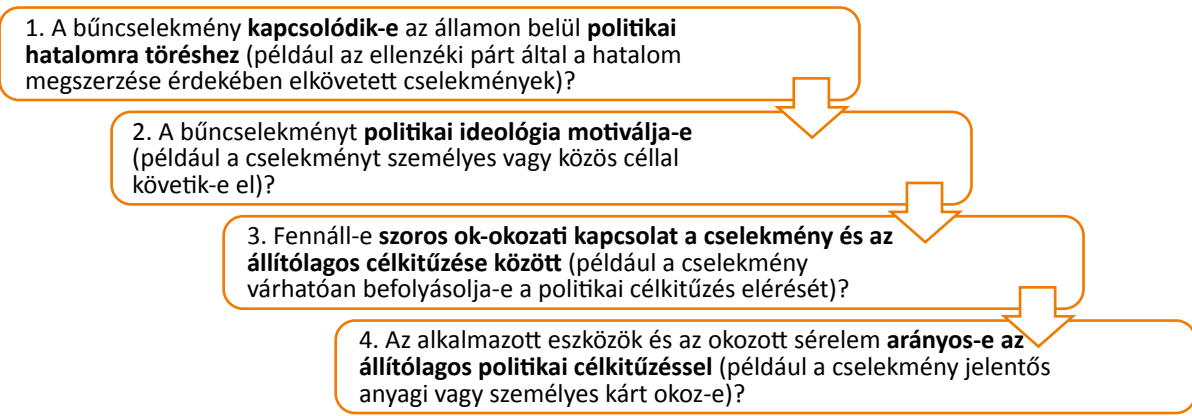 1. A bűncselekmény kapcsolódik-e az államon belül politikai
hatalomra töréshez (például az ellenzéki párt által a hatalom
megszerzése érdekében elkövetett cselekmények)?
2. A bűncselekményt politikai ideológia motiválja-e
(például a cselekményt személyes vagy közös céllal
követik-e el)?
3. Fennáll-e szoros ok-okozati kapcsolat a cselekmény és az
állítólagos célkitűzése között (például a cselekmény
várhatóan befolyásolja-e a politikai célkitűzés elérését)?
4. Az alkalmazott eszközök és az okozott sérelem arányos-e az
állítólagos politikai célkitűzéssel (például a cselekmény jelentős
anyagi vagy személyes kárt okoz-e)?